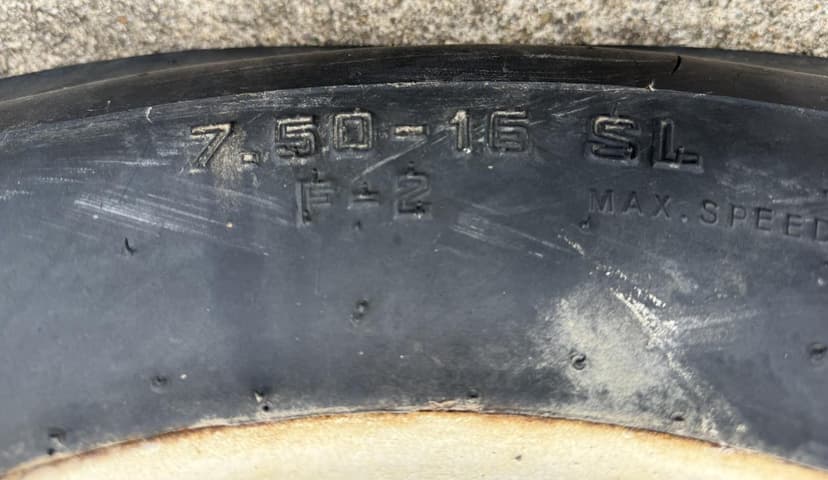 7.50-16 SL
F-2
MAX. SPEED